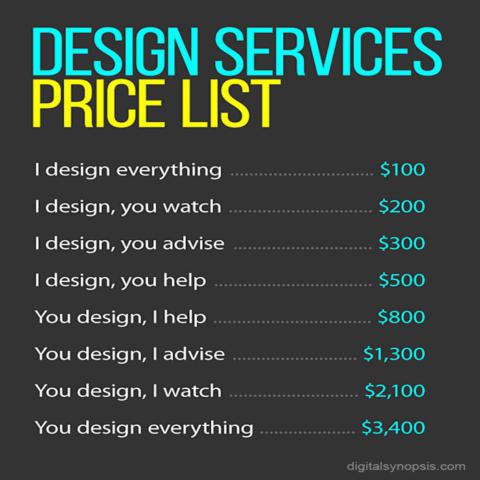 DESIGN SERVICES
PRICE LIST
I design everything .............................. $100
I design, you watch .............................. $200
I design, you advise .............................. $300
I design, you help .................................. $500
You design, I help .................................. $800
You design, I advise .......................... $1,300
You design, I watch ........................... $2,100
You design everything .................... $3,400
digitalsynopsis.com